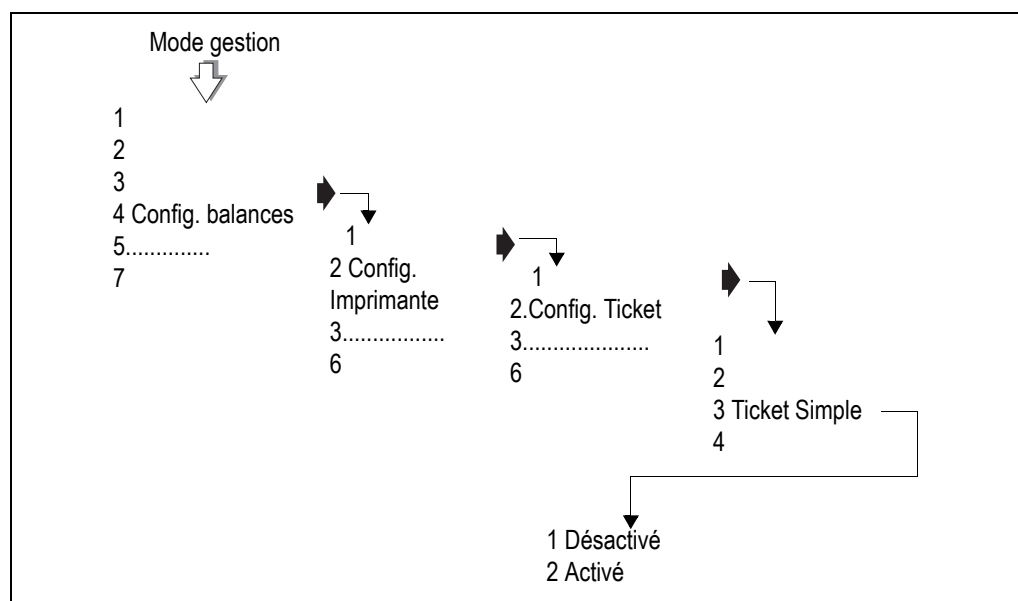 Mode gestion
1
2
3
4 Config. balances
5..............
7
1
2 Config.
Imprimante
3.................
6
1
2.Config. Ticket
3.....................
6
1
2
3 Ticket Simple
4
1 Désactivé
2 Activé